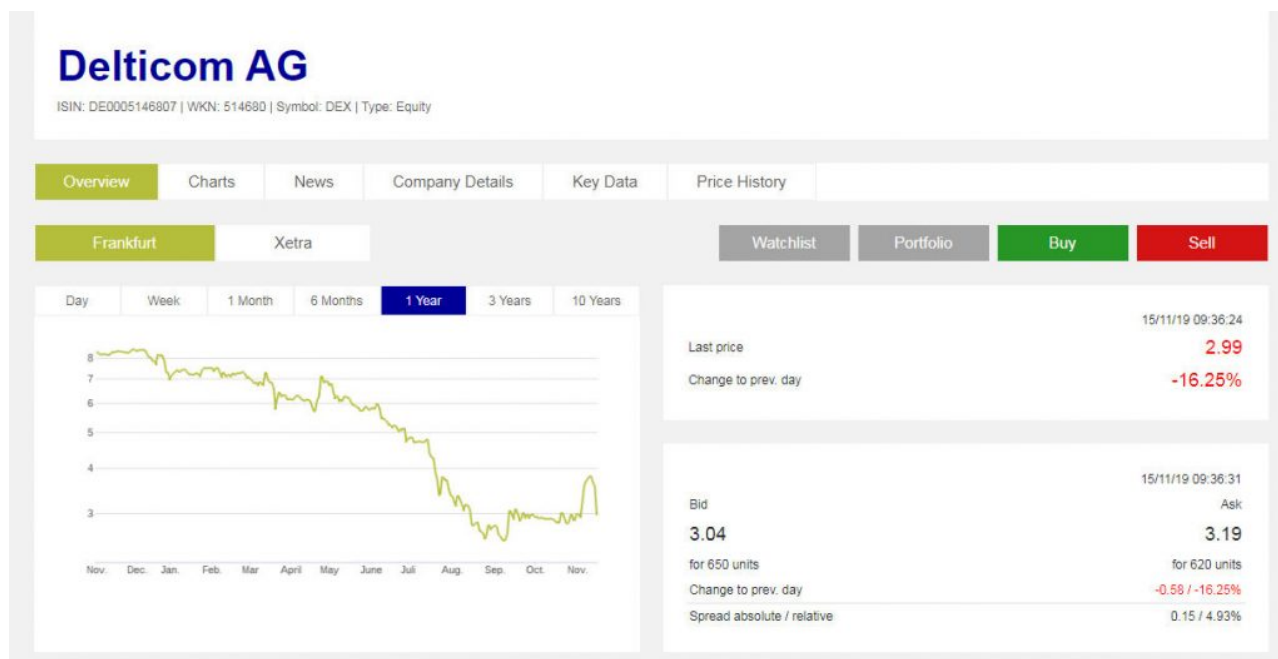 Delticom AG
ISIN: DE0005146807 | WKN: 514680 | Symbol: DEX | Type: Equity
Overview Charts News Company Details Key Data Price History
Frankfurt Xetra Watchlist Portfolio Buy Sell
Day Week 1 Month 6 Months 1 Year 3 Years 10 Years
8
7
6
5
4
3
Nov. Dec. Jan. Feb. Mar April May June Juli Aug. Sep. Oct. Nov.
15/11/19 09:36:24
Last price 2.99
Change to prev. day -16.25%
15/11/19 09:36:31
Bid Ask
3.04 3.19
for 650 units for 620 units
Change to prev. day -0.58 / -16.25%
Spread absolute / relative 0.15 / 4.93%